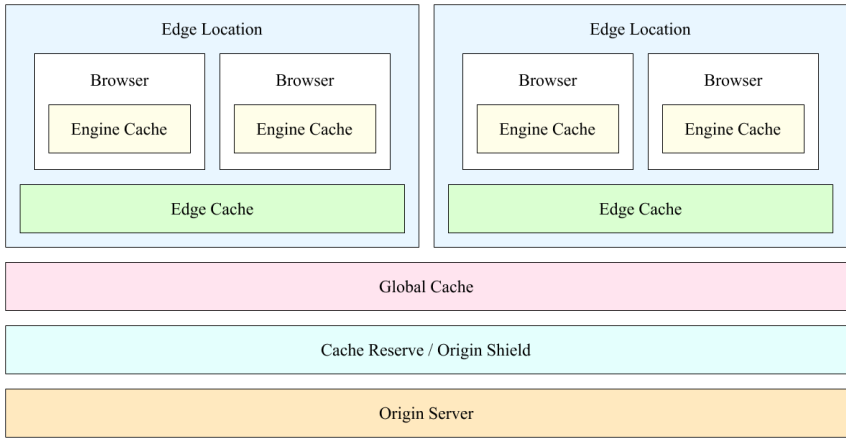 Edge Location
Browser
Engine Cache
Browser
Engine Cache
Edge Cache
Edge Location
Browser
Engine Cache
Browser
Engine Cache
Edge Cache
Global Cache
Cache Reserve / Origin Shield
Origin Server